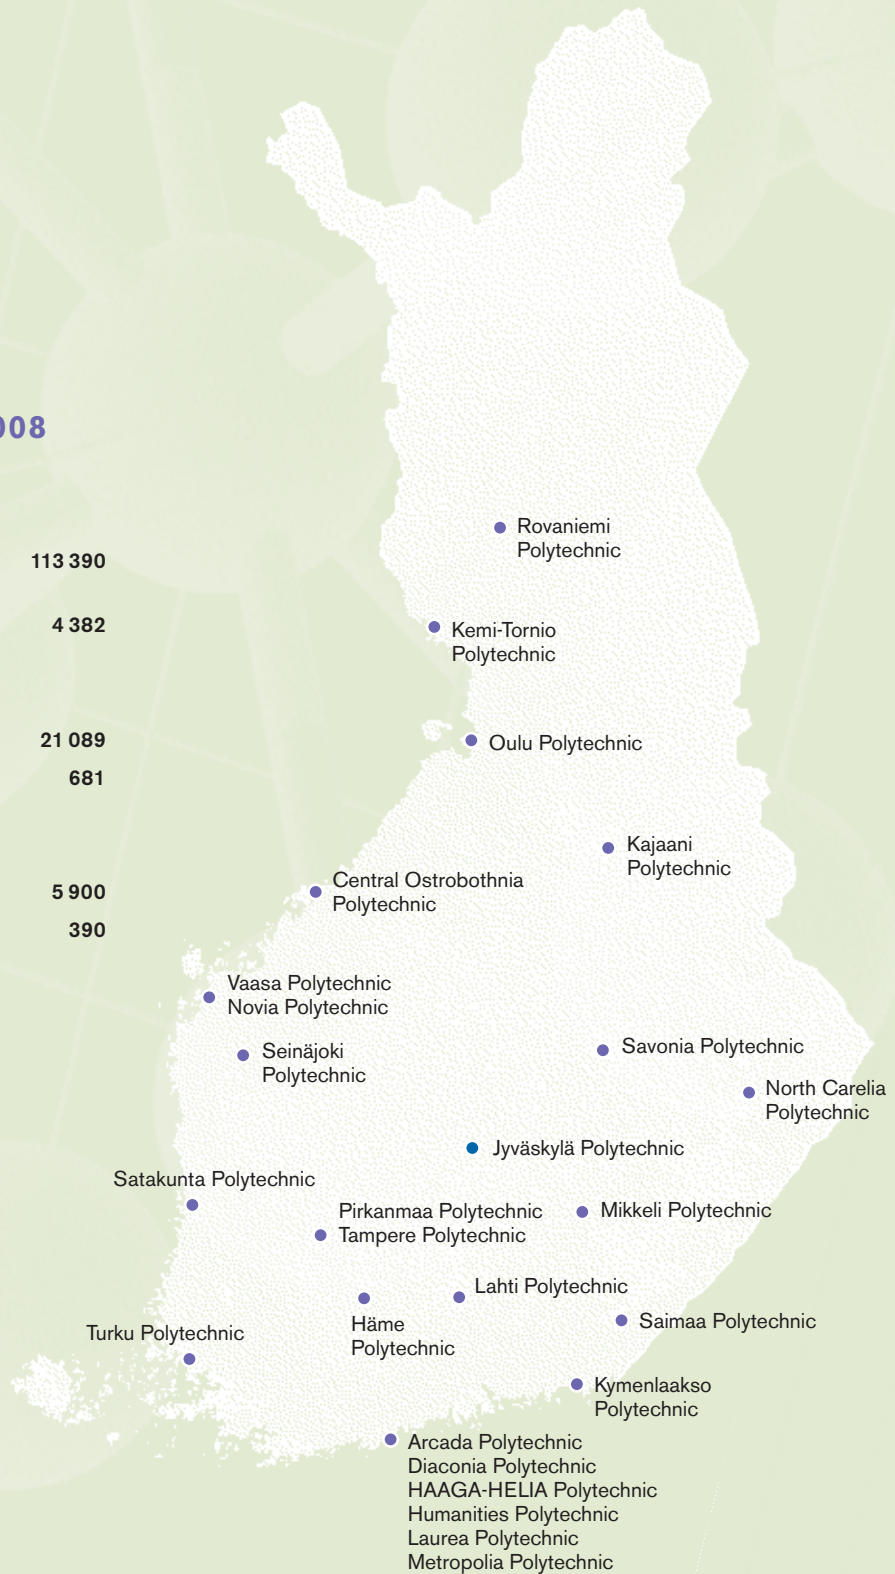 008
113 390
4 382
21 089
681
5 900
390
Rovaniemi
Polytechnic
Kemi-Tornio
Polytechnic
Oulu Polytechnic
Kajaani
Polytechnic
Central Ostrobothnia
Polytechnic
Vaasa Polytechnic
Novia Polytechnic
Seinäjoki
Polytechnic
Savonia Polytechnic
North Carelia
Polytechnic
Jyväskylä Polytechnic
Satakunta Polytechnic
Pirkanmaa Polytechnic
Tampere Polytechnic
Mikkeli Polytechnic
Lahti Polytechnic
Häme
Polytechnic
Saimaa Polytechnic
Turku Polytechnic
Kymenlaakso
Polytechnic
Arcada Polytechnic
Diaconia Polytechnic
HAAGA-HELIA Polytechnic
Humanities Polytechnic
Laurea Polytechnic
Metropolia Polytechnic